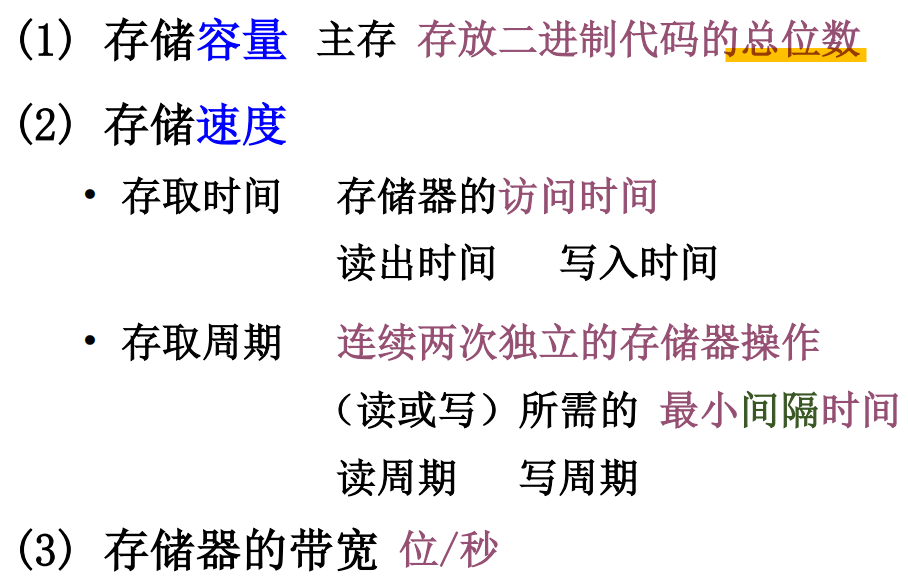 (1) 存储容量 主存 存放二进制代码的总位数
(2) 存储速度
• 存取时间 存储器的访问时间
读出时间 写入时间
• 存取周期 连续两次独立的存储器操作
（读或写）所需的 最小间隔时间
读周期 写周期
(3) 存储器的带宽 位/秒